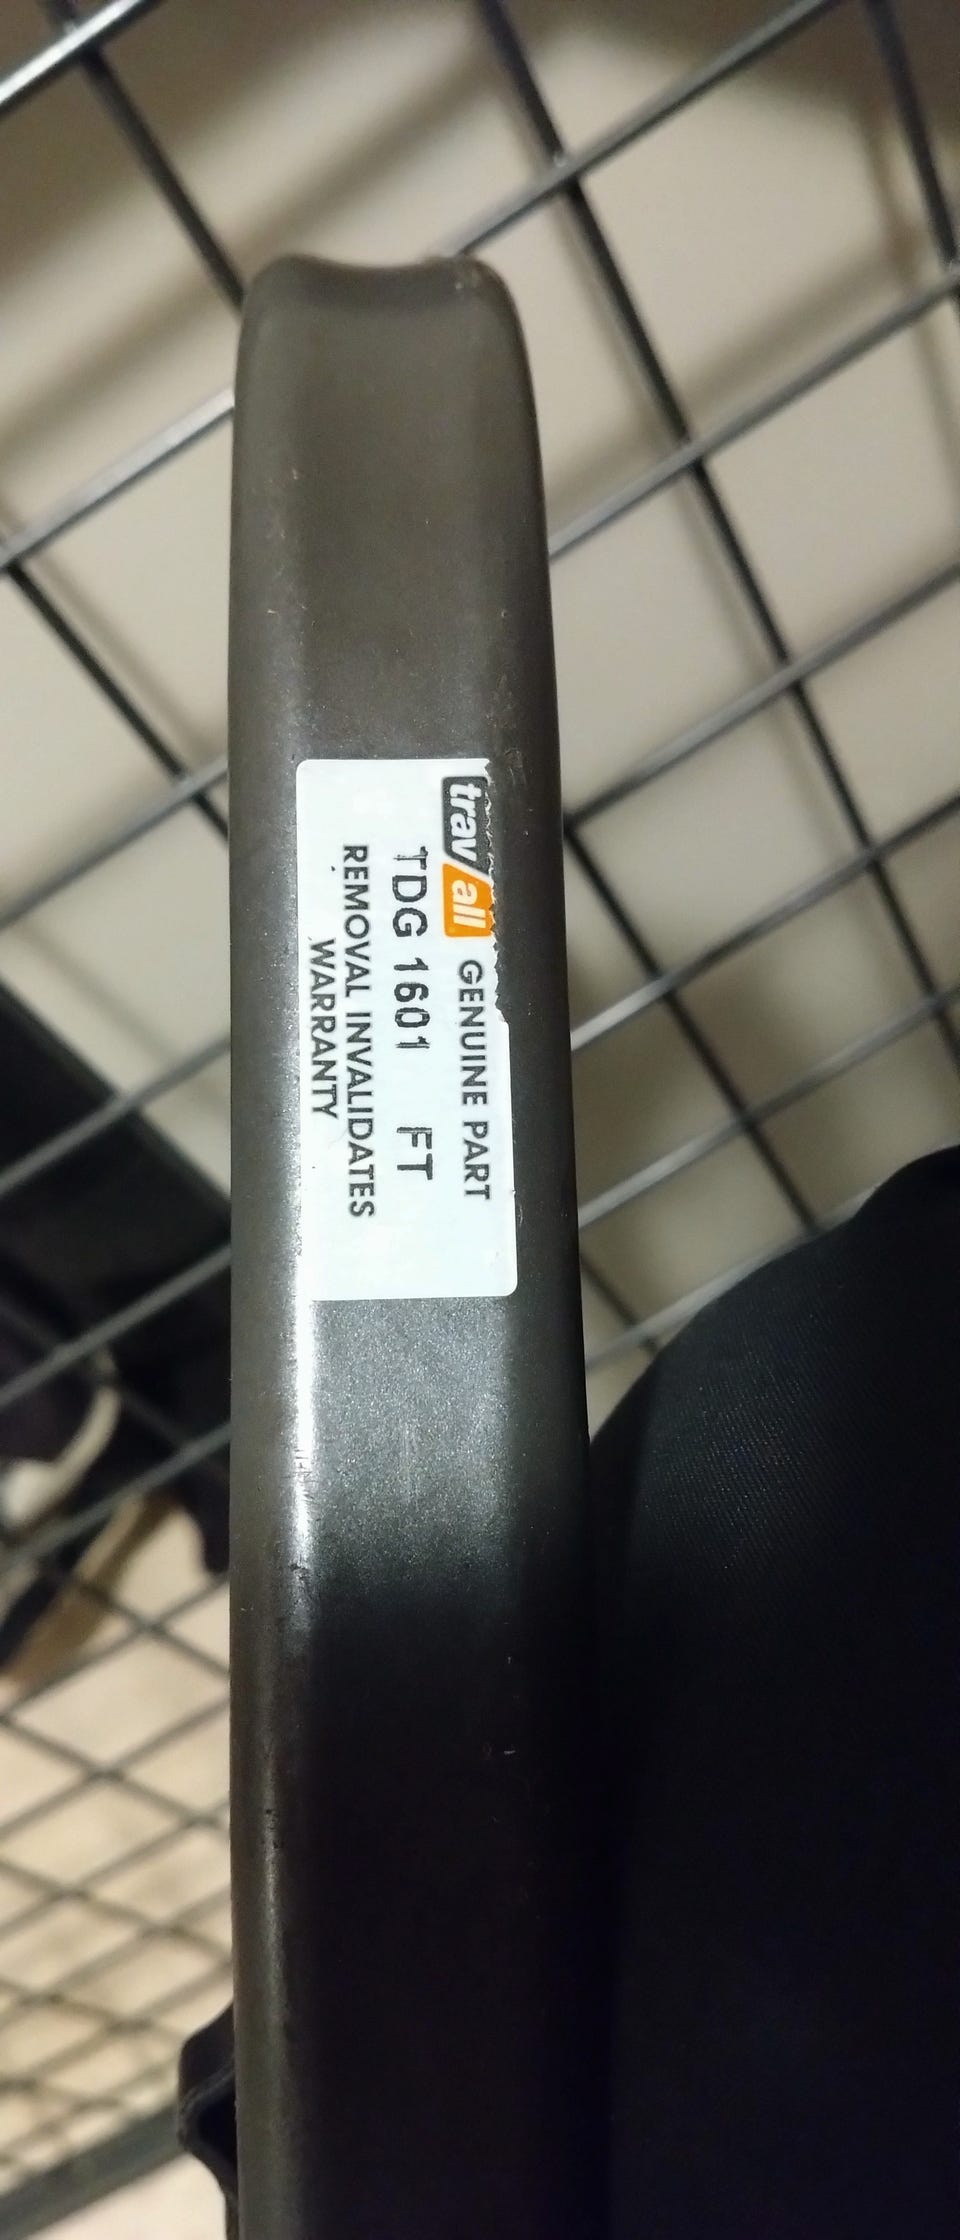 trav/all GENUINE PART
TDG 1601 FT
REMOVAL INVALIDATES
WARRANTY